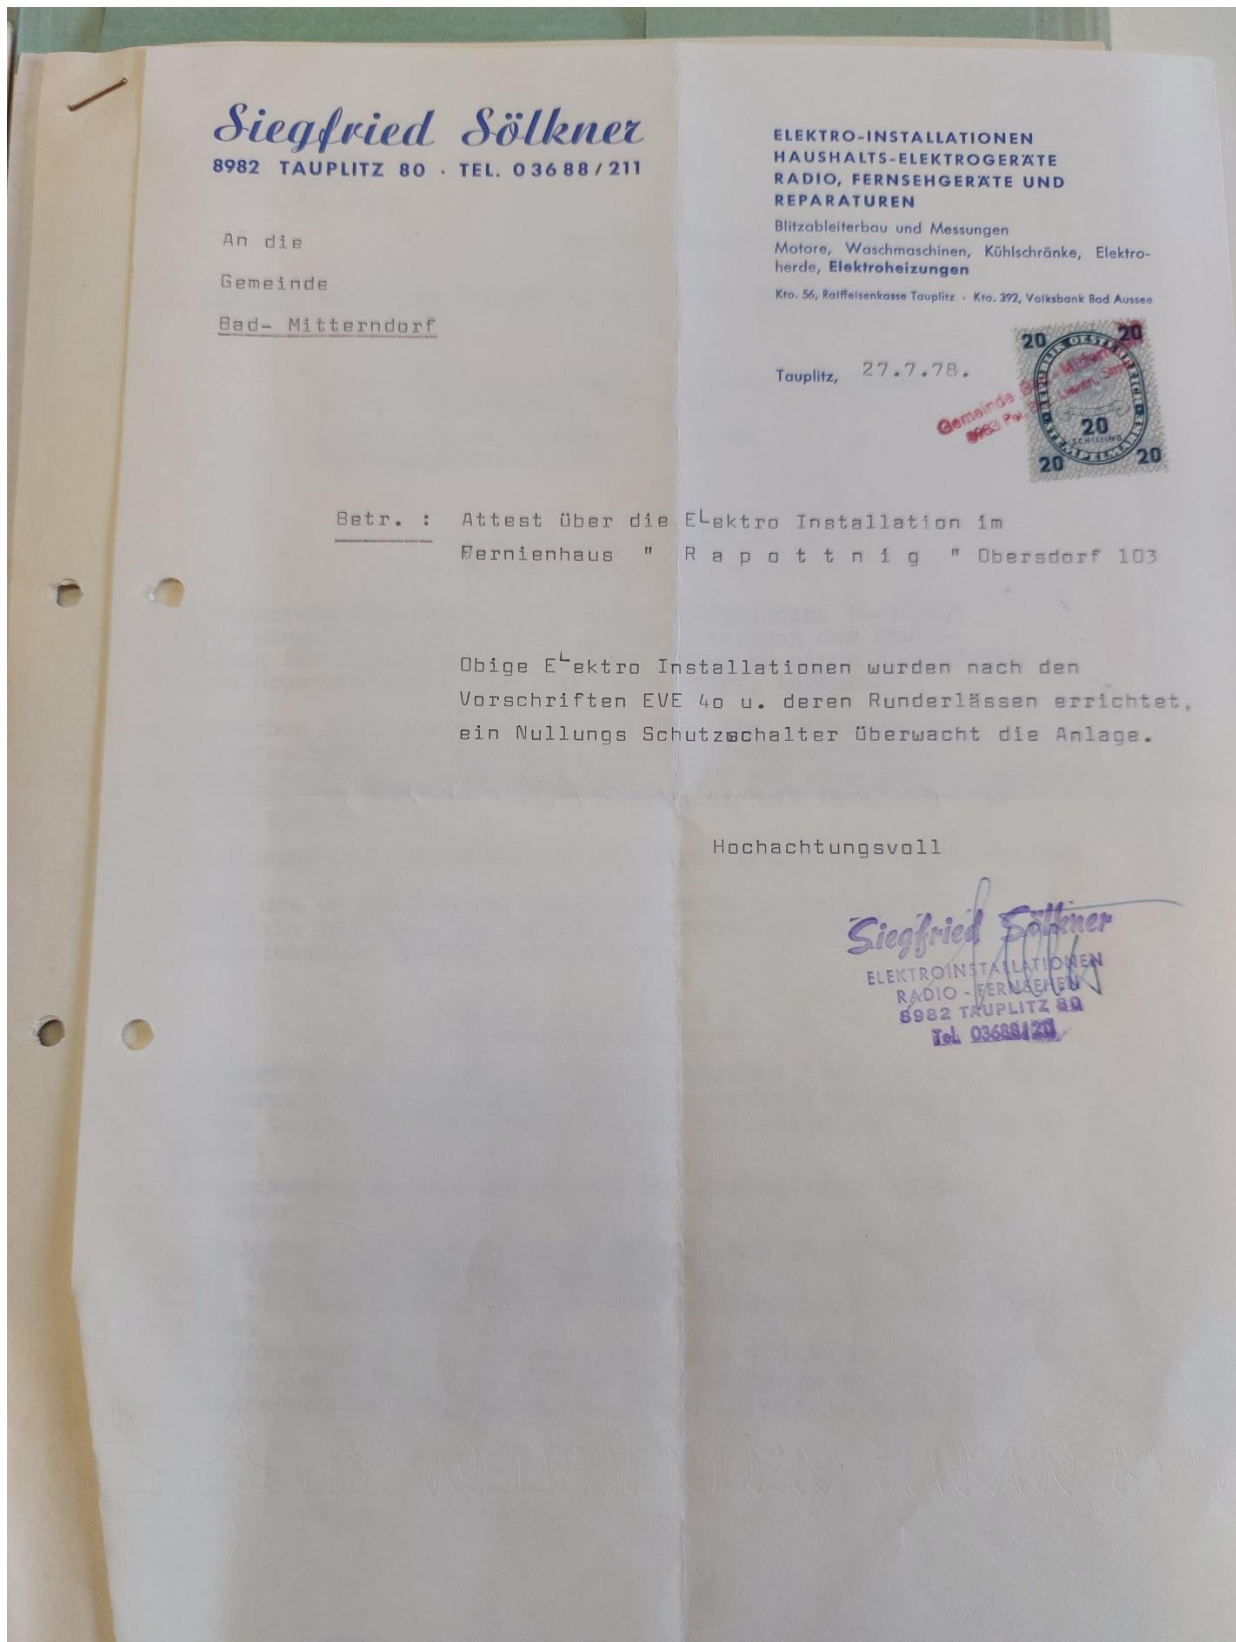 Siegfried Sölkner
8982 TAUPLITZ 80 · TEL. 03688/211
ELEKTRO-INSTALLATIONEN
HAUSHALTS-ELEKTROGERÄTE
RADIO, FERNSEHGERÄTE UND
REPARATUREN
Blitzableiterbau und Messungen
Motore, Waschmaschinen, Kühlschränke, Elektro-
herde, Elektroheizungen
Kto. 56, Raiffeisenkasse Tauplitz · Kto. 392, Volksbank Bad Aussee
An die
Gemeinde
Bad- Mitterndorf
Tauplitz, 27.7.78.
20 20
20
SCHILLING
20 20
Gemeinde
Betr. : Attest über die ELektro Installation im
Fernienhaus " R a p o t t n i g " Obersdorf 103
Obige ELektro Installationen wurden nach den
Vorschriften EVE 4o u. deren Runderlässen errichtet,
ein Nullungs Schutzschalter überwacht die Anlage.
Hochachtungsvoll
Siegfried Sölkner
ELEKTROINSTALLATIONEN
RADIO - FERNSEHEN
8982 TAUPLITZ 80
Tel. 03688/211